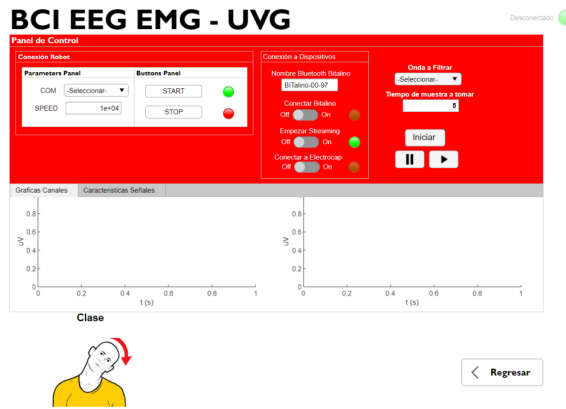 BCI EEG EMG - UVG
Desconectado
Panel de Control
Conexión Robot
Parameters Panel
Buttons Panel
COM
-Seleccionar-
START
SPEED
1e+04
STOP
Conexión a Dispositivos
Nombre Bluetooth Bitalino
BITalino-00-97
Conectar Bitalino
Off On
Empezar Streaming
Off On
Conectar a Electrocap
Off On
Onda a Filtrar
-Seleccionar-
Tiempo de muestra a tomar
5
Iniciar
Graficas Canales
Caracteristicas Señales
0.8
0.6
0.4
0.2
0
uV
0 0.2 0.4 0.6 0.8 1
t (s)
0.8
0.6
0.4
0.2
0
uV
0 0.2 0.4 0.6 0.8 1
t (s)
Clase
Regresar